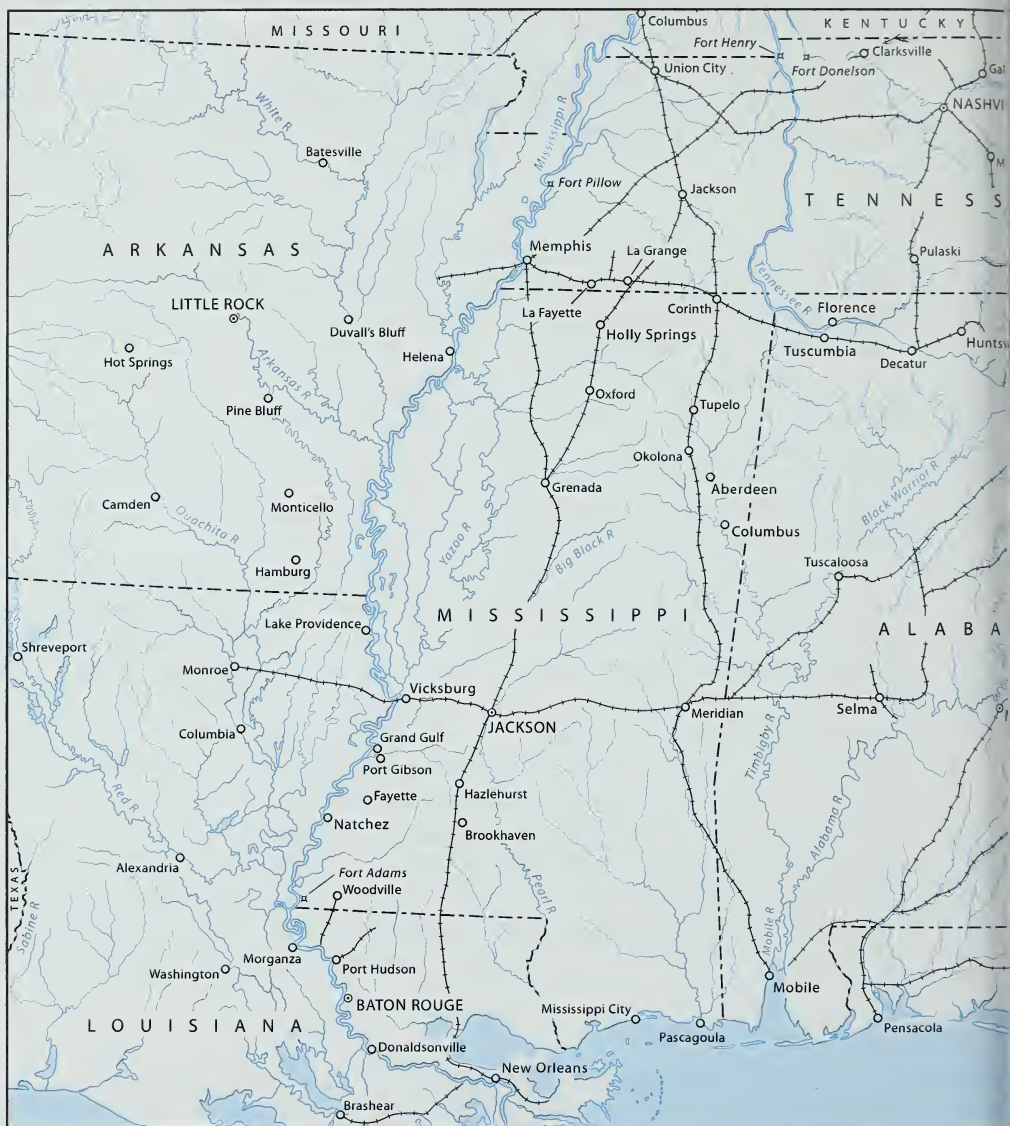 Columbus
KENTUCKY
MISSOURI
Fort Henry
Clarksville
Union City
Fort Donelson
Gal
White R
Mississippi R
NASHVI
Batesville
M
Fort Pillow
Jackson
TENNESS
ARKANSAS
Memphis
La Grange
Pulaski
Tennessee R
LITTLE ROCK
La Fayette
Corinth
Florence
Duvall's Bluff
Holly Springs
Hot Springs
Helena
Tuscumbia
Huntsv
Decatur
Arkansas R
Pine Bluff
Oxford
Tupelo
Okolona
Grenada
Aberdeen
Black Warrior R
Camden
Monticello
Ouachita R
Columbus
Yazoo R
Big Black R
Hamburg
Tuscaloosa
MISSISSIPPI
Lake Providence
ALABA
Shreveport
Monroe
Vicksburg
JACKSON
Meridian
Selma
Columbia
Grand Gulf
Port Gibson
Timbigby R
Red R
Fayette
Hazlehurst
Natchez
Brookhaven
Alabama R
Alexandria
TEXAS
Fort Adams
Woodville
Pearl R
Sabine R
Mobile R
Morganza
Washington
Port Hudson
Mobile
BATON ROUGE
Mississippi City
LOUISIANA
Pascagoula
Pensacola
Donaldsonville
New Orleans
Brashear